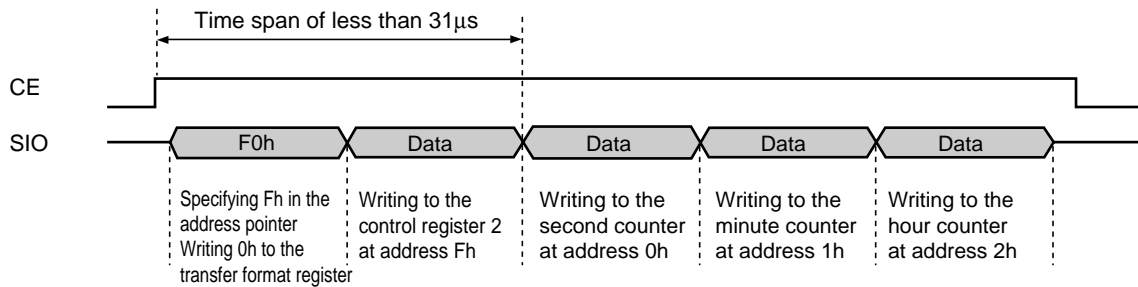 Time span of less than 31μs
CE
SIO
F0h
Data
Data
Data
Data
Specifying Fh in the
address pointer
Writing 0h to the
transfer format register
Writing to the
control register 2
at address Fh
Writing to the
second counter
at address 0h
Writing to the
minute counter
at address 1h
Writing to the
hour counter
at address 2h